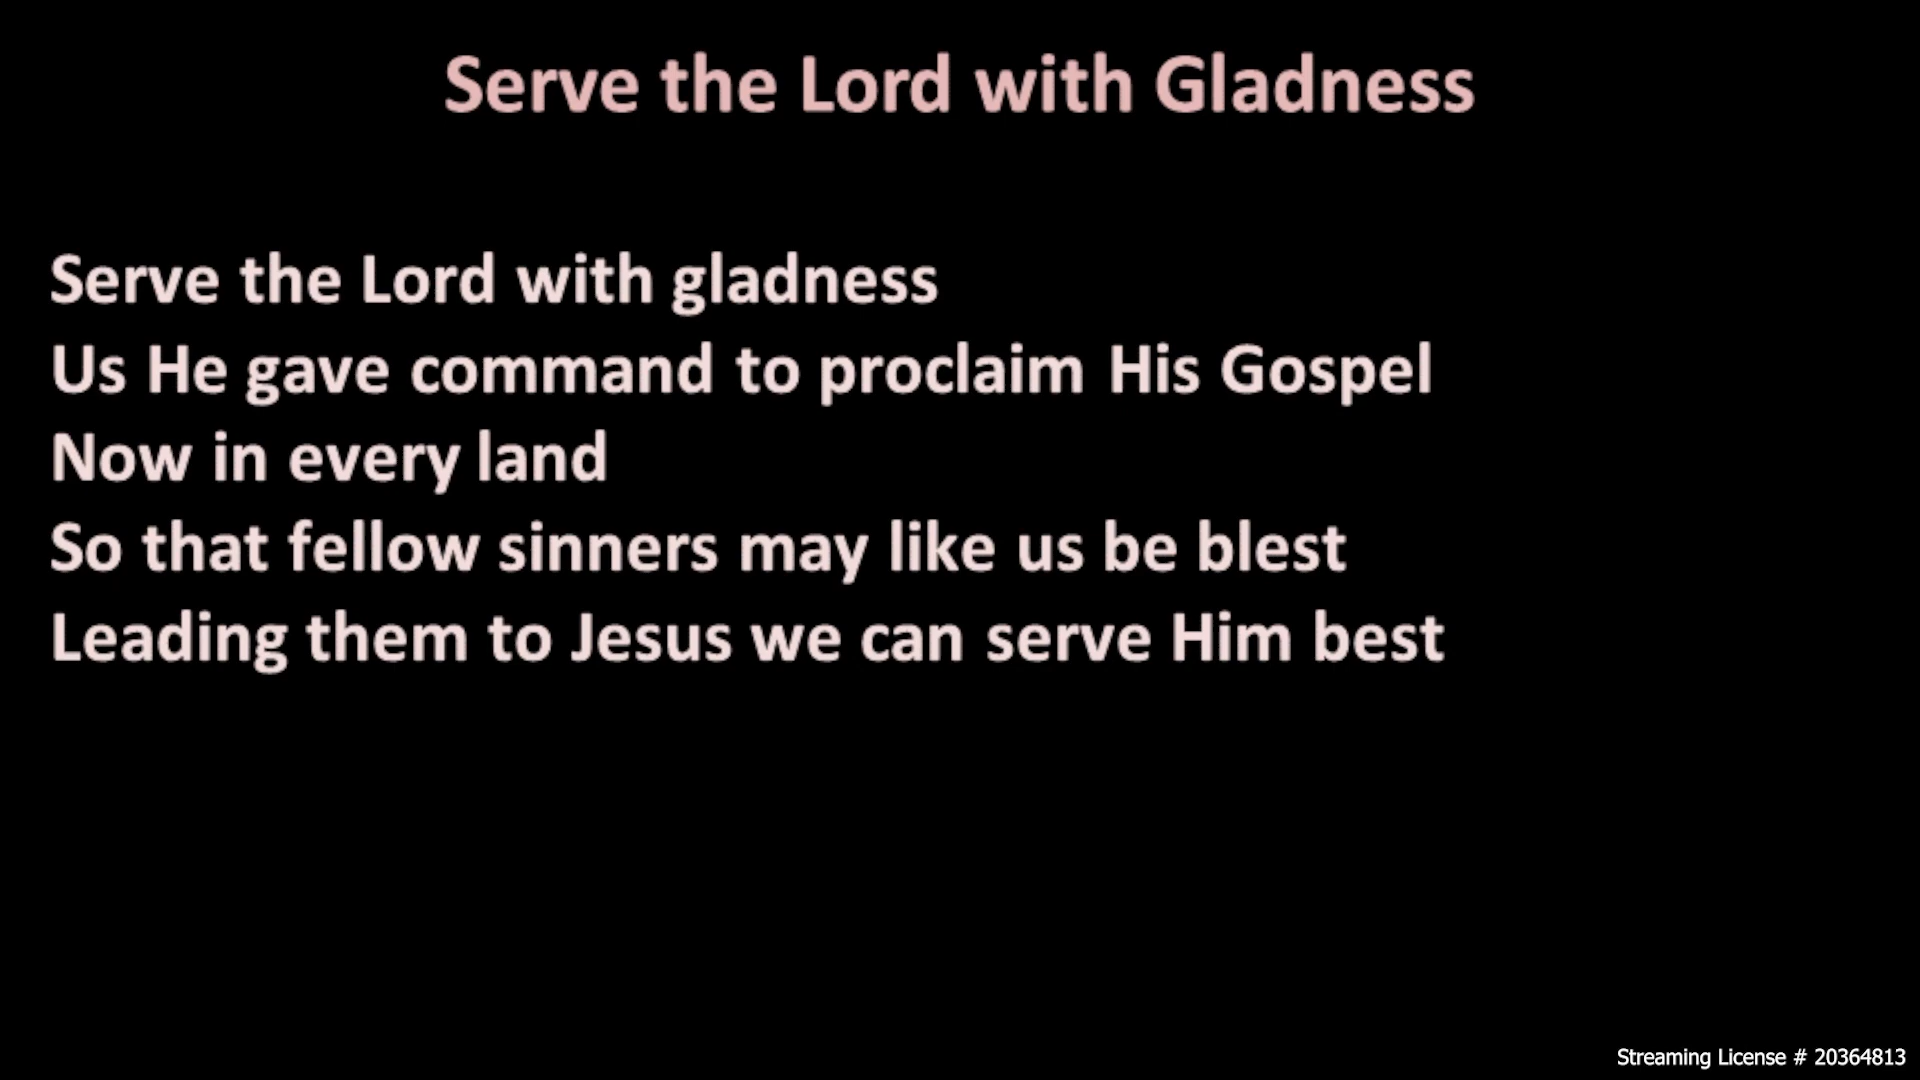 Serve the Lord with Gladness
Serve the Lord with gladness
Us He gave command to proclaim His Gospel
Now in every land
So that fellow sinners may like us be blest
Leading them to Jesus we can serve Him best
Streaming License # 20364813